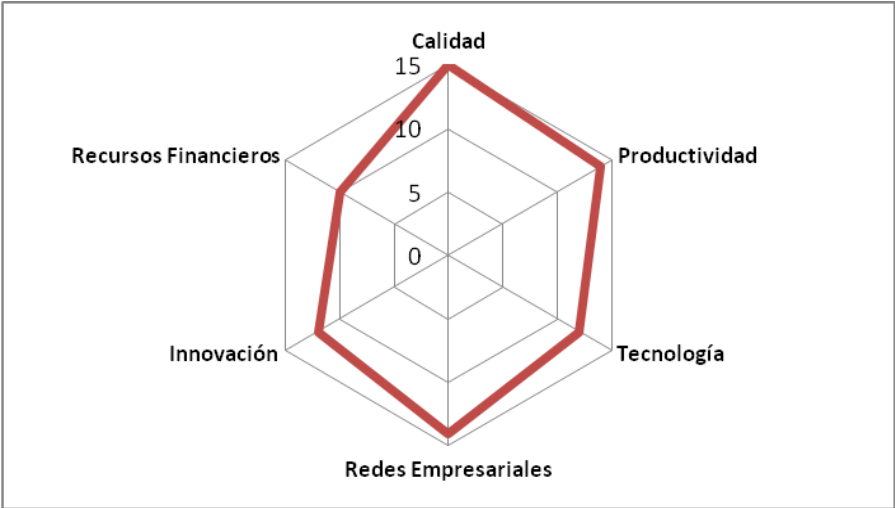 Calidad
15
Recursos Financieros
10
Productividad
5
0
Innovación
Tecnología
Redes Empresariales